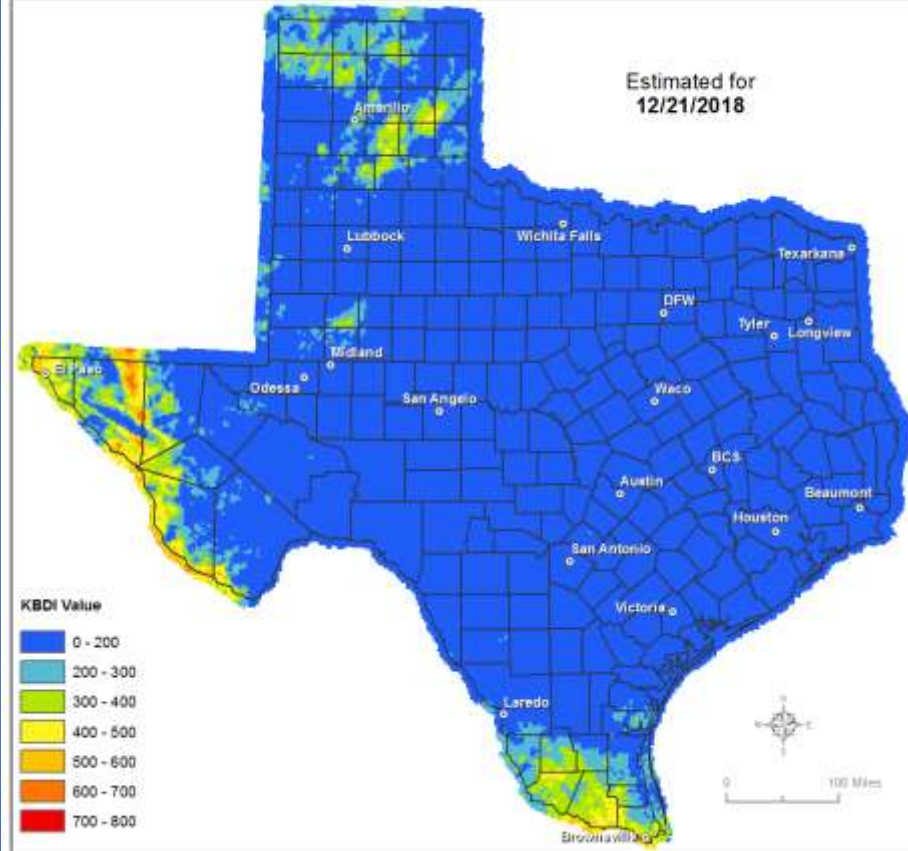 Estimated for
12/21/2018
Amarillo
Lubbock
Wichita Falls
Texarkana
DFW
Tyler
Longview
Midland
El Paso
Odessa
San Angelo
Waco
BCS
Austin
Beaumont
Houston
San Antonio
Victoria
Laredo
Brownsville
KBDI Value
0 - 200
200 - 300
300 - 400
400 - 500
500 - 600
600 - 700
700 - 800
N
W E
S
0 100 Miles